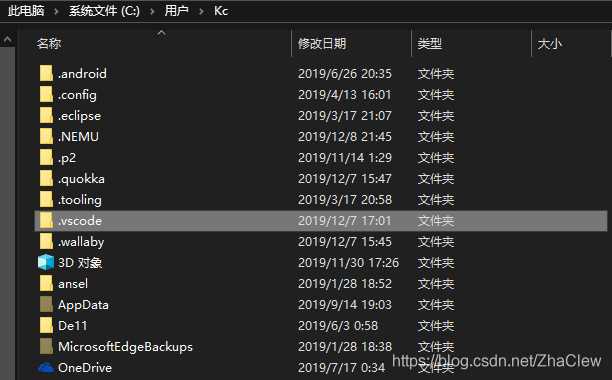 此电脑 › 系统文件 (C:) › 用户 › Kc
名称 修改日期 类型 大小
.android 2019/6/26 20:35 文件夹
.config 2019/4/13 16:01 文件夹
.eclipse 2019/3/17 21:07 文件夹
.NEMU 2019/12/8 21:45 文件夹
.p2 2019/11/14 1:29 文件夹
.quokka 2019/12/7 15:47 文件夹
.tooling 2019/3/17 20:58 文件夹
.vscode 2019/12/7 17:01 文件夹
.wallaby 2019/12/7 15:45 文件夹
3D 对象 2019/11/30 17:26 文件夹
ansel 2019/1/28 18:52 文件夹
AppData 2019/9/14 19:03 文件夹
De11 2019/6/3 0:58 文件夹
MicrosoftEdgeBackups 2019/1/28 18:38 文件夹
OneDrive 2019/7/17 0:34 文件夹
https://blog.csdn.net/ZhaClew